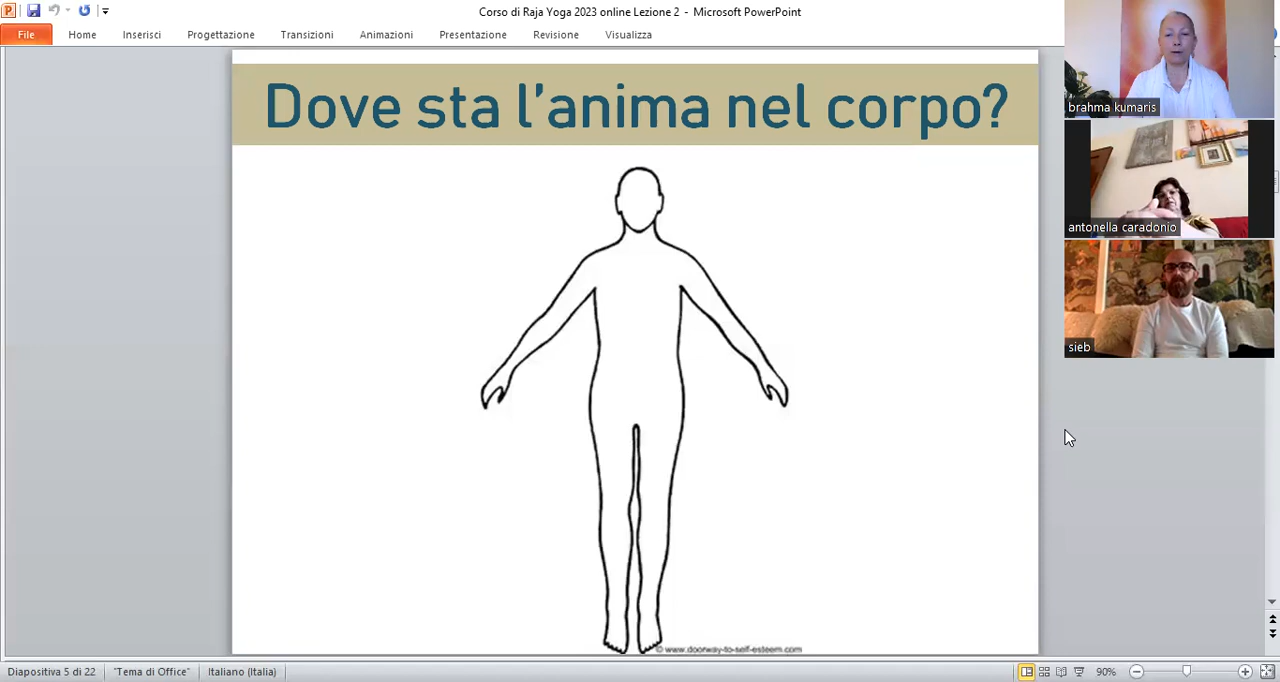 Corso di Raja Yoga 2023 online Lezione 2 - Microsoft PowerPoint
File Home Inserisci Progettazione Transizioni Animazioni Presentazione Revisione Visualizza
Dove sta l'anima nel corpo?
brahma kumaris
antonella caradonio
sieb
© www.doorway-to-self-esteem.com
Diapositiva 5 di 22 "Tema di Office" Italiano (Italia) 90%